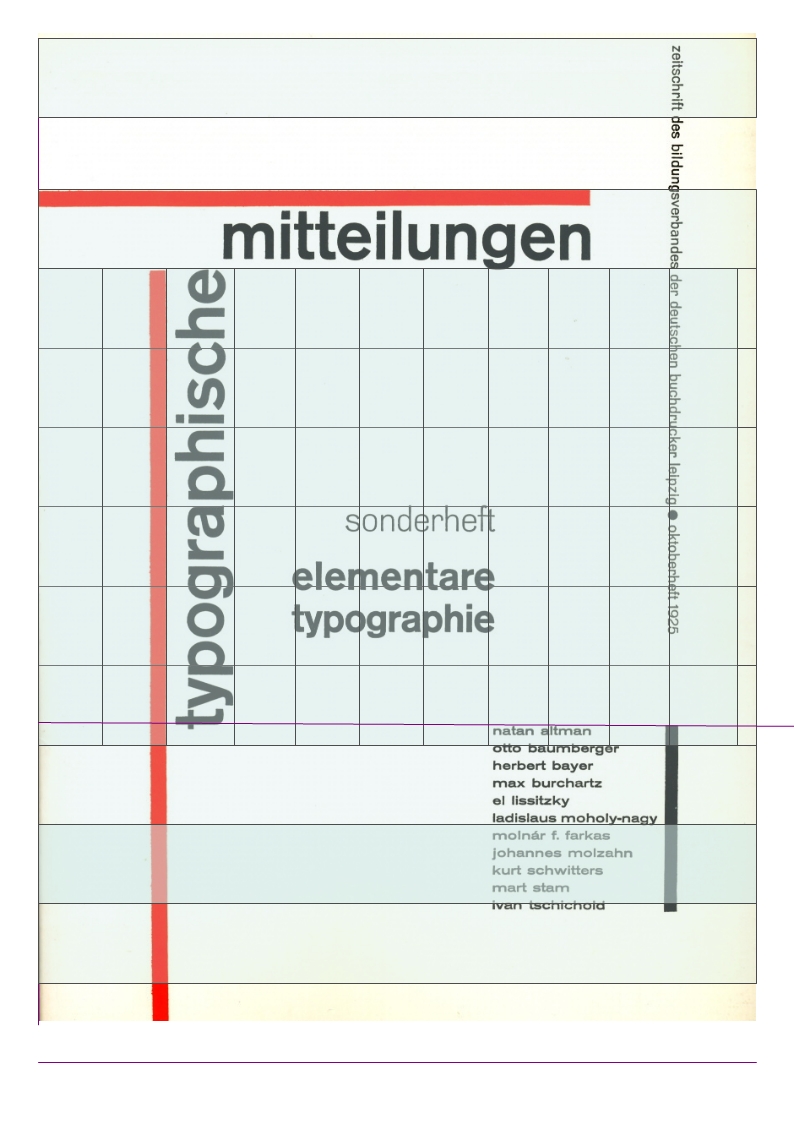 zeitschrift des bildungsverbandes der deutschen buchdrucker leipzig ● oktoberheft 1925
mitteilungen
typographische
sonderheft
elementare
typographie
natan altman
otto baumberger
herbert bayer
max burchartz
el lissitzky
ladislaus moholy-nagy
molnár f. farkas
johannes molzahn
kurt schwitters
mart stam
ivan tschichold